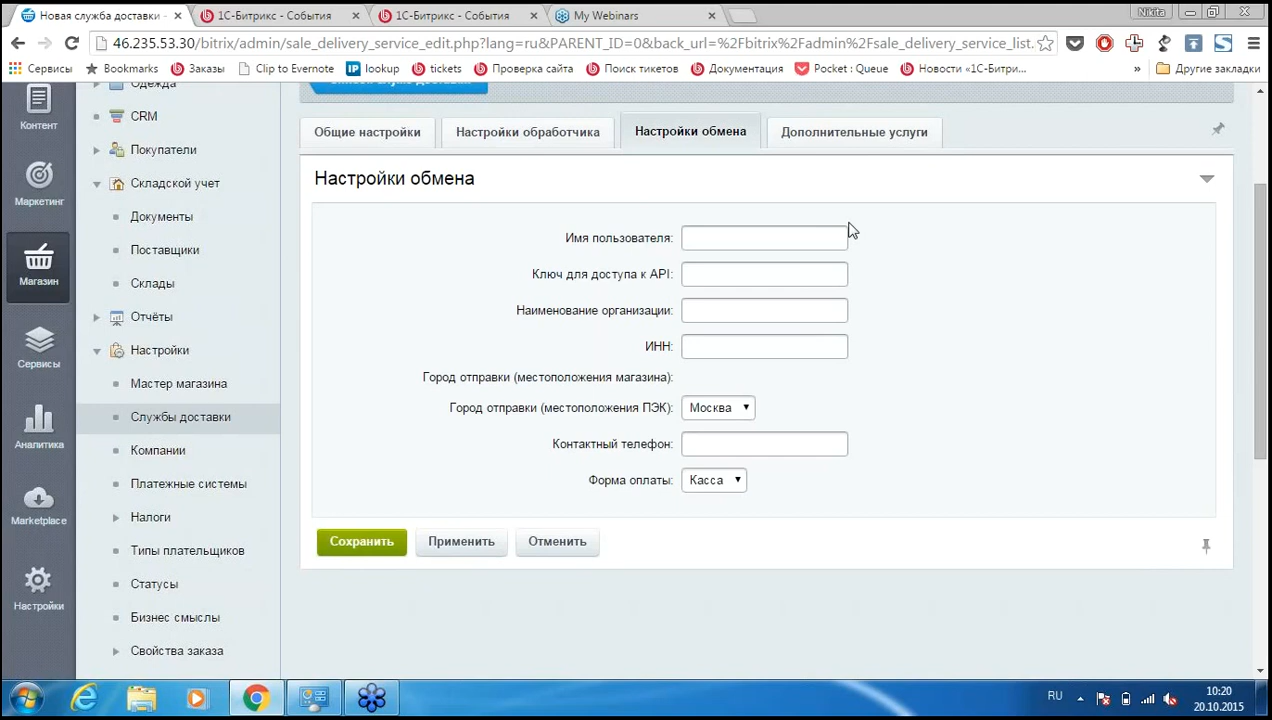 Новая служба доставки -
1С-Битрикс - События
1С-Битрикс - События
My Webinars
Nikita
46.235.53.30/bitrix/admin/sale_delivery_service_edit.php?lang=ru&PARENT_ID=0&back_url=%2Fbitrix%2Fadmin%2Fsale_delivery_service_list.
Сервисы
Bookmarks
Заказы
Clip to Evernote
IP lookup
tickets
Проверка сайта
Поиск тикетов
Документация
Pocket : Queue
Новости «1С-Битри...
»
Другие закладки
Контент
Маркетинг
Магазин
Сервисы
Аналитика
Marketplace
Настройки
Одежда
CRM
Покупатели
Складской учет
Документы
Поставщики
Склады
Отчёты
Настройки
Мастер магазина
Службы доставки
Компании
Платежные системы
Налоги
Типы плательщиков
Статусы
Бизнес смыслы
Свойства заказа
Общие настройки
Настройки обработчика
Настройки обмена
Дополнительные услуги
Настройки обмена
Имя пользователя:
Ключ для доступа к API:
Наименование организации:
ИНН:
Город отправки (местоположения магазина):
Город отправки (местоположения ПЭК): Москва
Контактный телефон:
Форма оплаты: Касса
Сохранить
Применить
Отменить
RU
10:20
20.10.2015